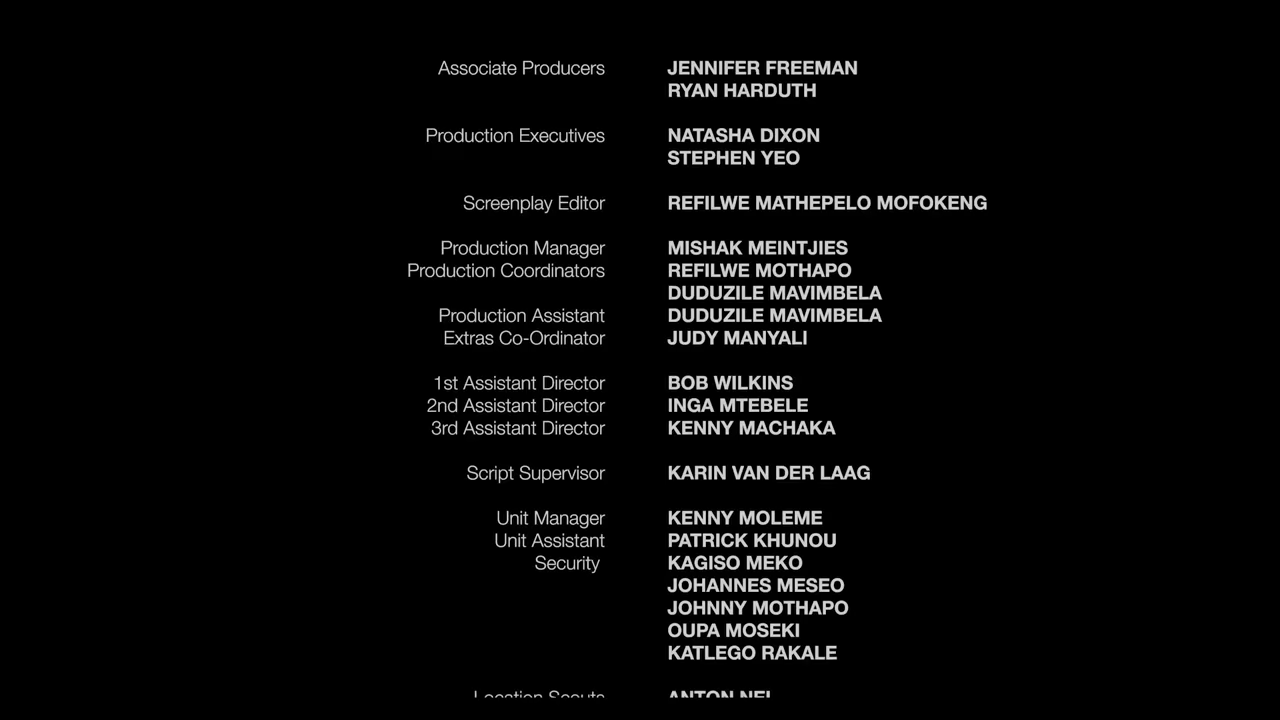 Associate Producers JENNIFER FREEMAN
RYAN HARDUTH
Production Executives NATASHA DIXON
STEPHEN YEO
Screenplay Editor REFILWE MATHEPELO MOFOKENG
Production Manager MISHAK MEINTJIES
Production Coordinators REFILWE MOTHAPO
DUDUZILE MAVIMBELA
Production Assistant DUDUZILE MAVIMBELA
Extras Co-Ordinator JUDY MANYALI
1st Assistant Director BOB WILKINS
2nd Assistant Director INGA MTEBELE
3rd Assistant Director KENNY MACHAKA
Script Supervisor KARIN VAN DER LAAG
Unit Manager KENNY MOLEME
Unit Assistant PATRICK KHUNOU
Security KAGISO MEKO
JOHANNES MESEO
JOHNNY MOTHAPO
OUPA MOSEKI
KATLEGO RAKALE
Location Scouts ANTON NEL